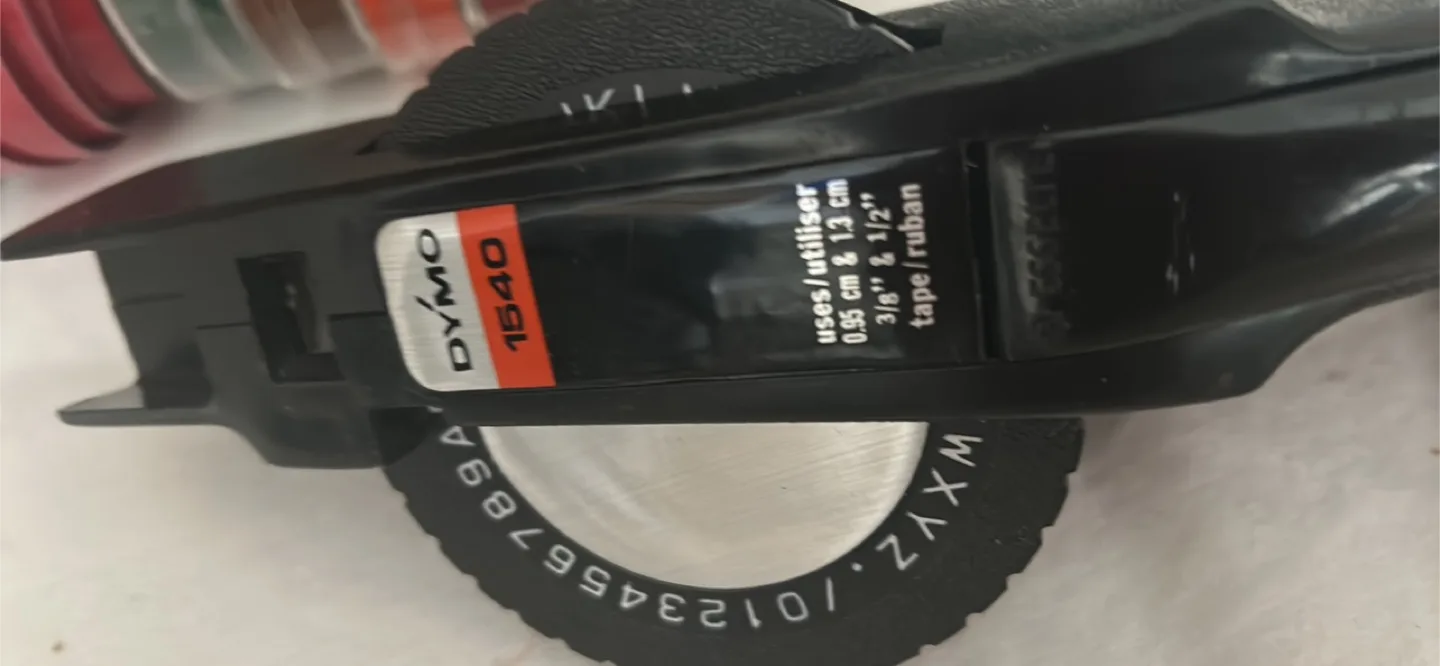 DYMO
1540
uses/utiliser
0.95 cm & 1.3 cm
3/8" & 1/2"
tape/ruban
WXYZ./0123456789A